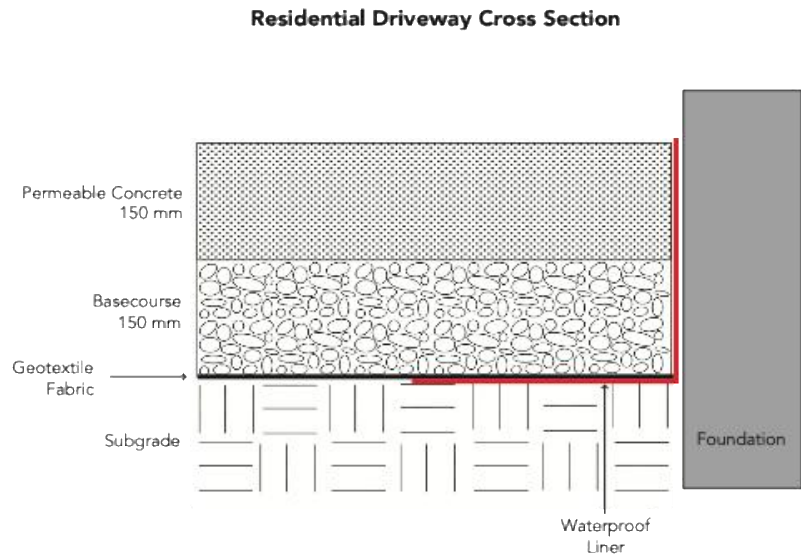 Residential Driveway Cross Section
Permeable Concrete
150 mm
Basecourse
150 mm
Geotextile
Fabric
Subgrade
Foundation
Waterproof
Liner